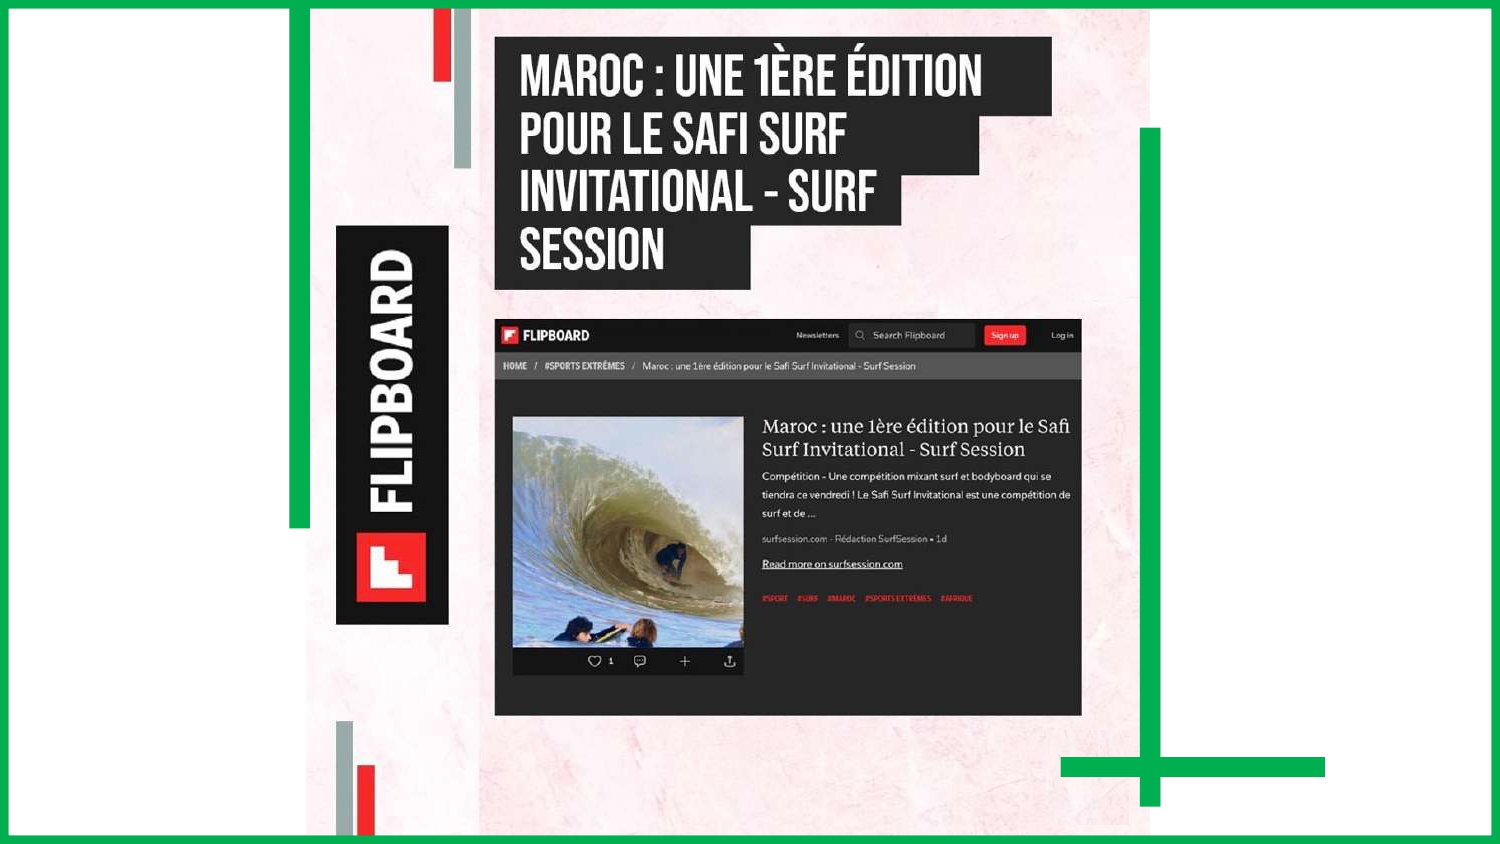 MAROC : UNE 1ÈRE ÉDITION
POUR LE SAFI SURF
INVITATIONAL - SURF
SESSION
FLIPBOARD
FLIPBOARD
Newsletters
Search Flipboard
Sign up
Log in
HOME / #SPORTS EXTRÊMES / Maroc : une 1ère édition pour le Safi Surf Invitational - Surf Session
Maroc : une 1ère édition pour le Safi
Surf Invitational - Surf Session
Compétition - Une compétition mixant surf et bodyboard qui se
tiendra ce vendredi ! Le Safi Surf Invitational est une compétition de
surf et de ...
surfsession.com - Rédaction SurfSession • 1d
Read more on surfsession.com
#SPORT #SURF #MAROC #SPORTS EXTRÊMES #AFRIQUE
1